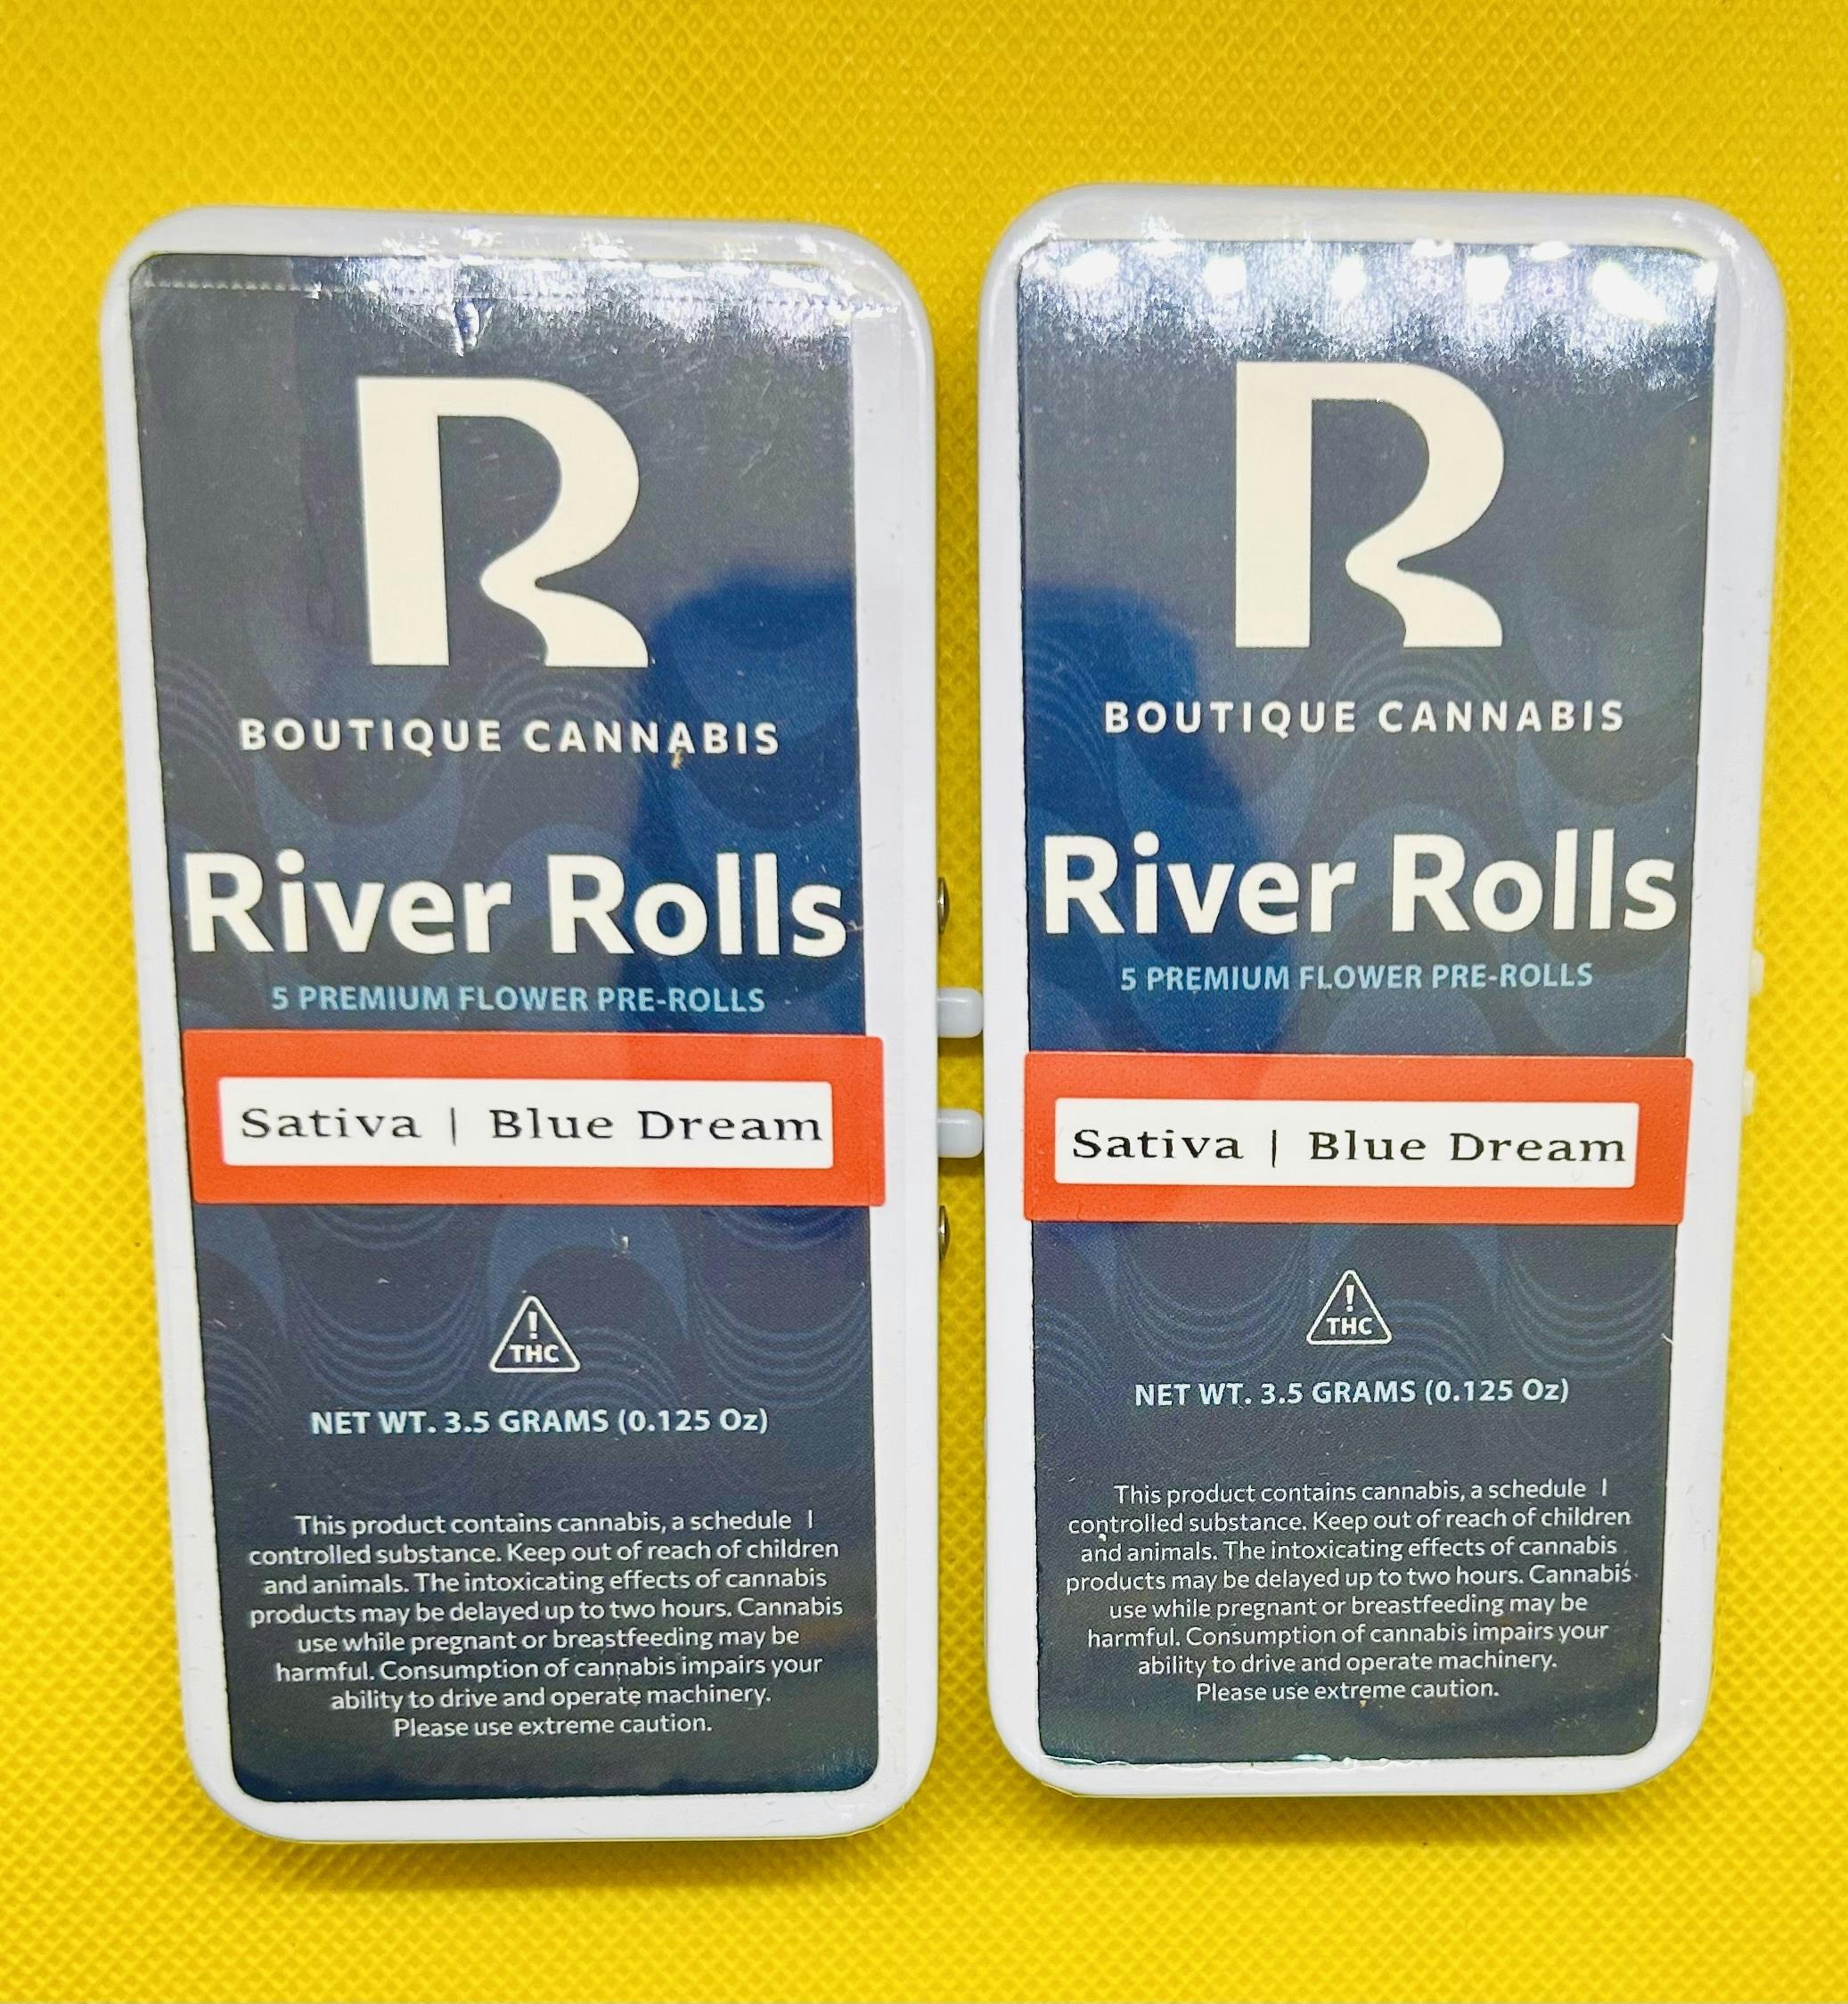 R
BOUTIQUE CANNABIS
River Rolls
5 PREMIUM FLOWER PRE-ROLLS
Sativa | Blue Dream
!
THC
NET WT. 3.5 GRAMS (0.125 Oz)
This product contains cannabis, a schedule I
controlled substance. Keep out of reach of children
and animals. The intoxicating effects of cannabis
products may be delayed up to two hours. Cannabis
use while pregnant or breastfeeding may be
harmful. Consumption of cannabis impairs your
ability to drive and operate machinery.
Please use extreme caution.
R
BOUTIQUE CANNABIS
River Rolls
5 PREMIUM FLOWER PRE-ROLLS
Sativa | Blue Dream
!
THC
NET WT. 3.5 GRAMS (0.125 Oz)
This product contains cannabis, a schedule I
controlled substance. Keep out of reach of children
and animals. The intoxicating effects of cannabis
products may be delayed up to two hours. Cannabis
use while pregnant or breastfeeding may be
harmful. Consumption of cannabis impairs your
ability to drive and operate machinery.
Please use extreme caution.